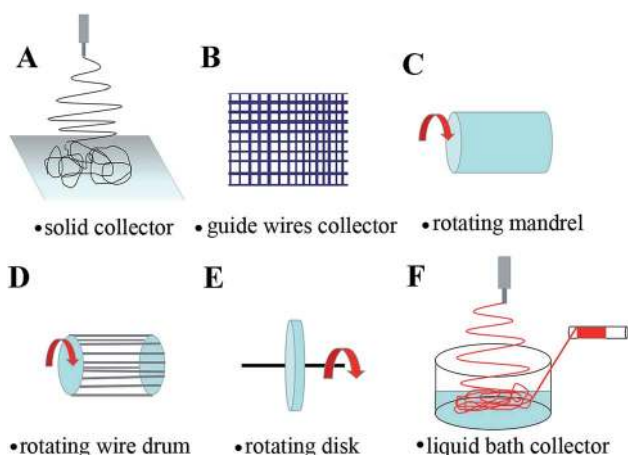 A
B
C
•solid collector
•guide wires collector
•rotating mandrel
D
E
F
•rotating wire drum
•rotating disk
•liquid bath collector